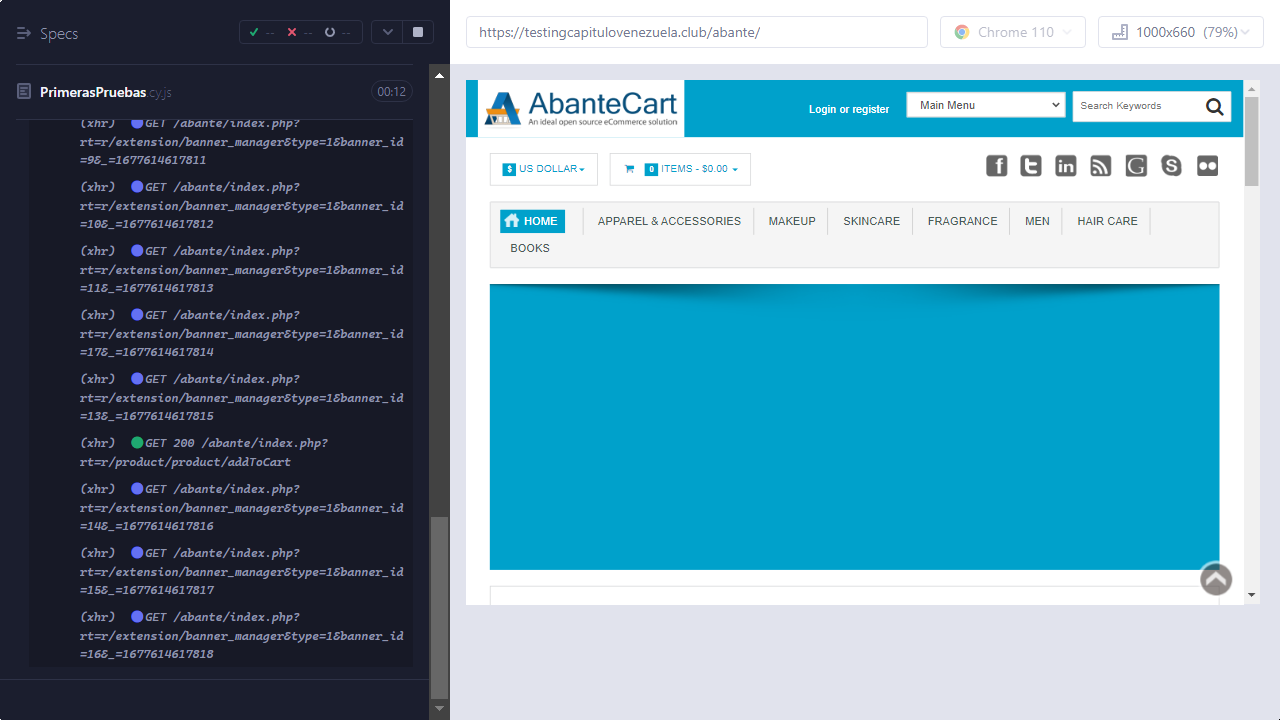 Specs
-- -- --
PrimerasPruebas.cy.js 00:12
(xhr) GET /abante/index.php?
rt=r/extension/banner_manager&type=1&banner_id
=9&_=1677614617811
(xhr) GET /abante/index.php?
rt=r/extension/banner_manager&type=1&banner_id
=10&_=1677614617812
(xhr) GET /abante/index.php?
rt=r/extension/banner_manager&type=1&banner_id
=11&_=1677614617813
(xhr) GET /abante/index.php?
rt=r/extension/banner_manager&type=1&banner_id
=17&_=1677614617814
(xhr) GET /abante/index.php?
rt=r/extension/banner_manager&type=1&banner_id
=13&_=1677614617815
(xhr) GET 200 /abante/index.php?
rt=r/product/product/addToCart
(xhr) GET /abante/index.php?
rt=r/extension/banner_manager&type=1&banner_id
=14&_=1677614617816
(xhr) GET /abante/index.php?
rt=r/extension/banner_manager&type=1&banner_id
=15&_=1677614617817
(xhr) GET /abante/index.php?
rt=r/extension/banner_manager&type=1&banner_id
=16&_=1677614617818
https://testingcapitulovenezuela.club/abante/
Chrome 110
1000x660 (79%)
AbanteCart
An ideal open source eCommerce solution
Login or register
Main Menu
Search Keywords
$ US DOLLAR
0 ITEMS - $0.00
HOME APPAREL & ACCESSORIES MAKEUP SKINCARE FRAGRANCE MEN HAIR CARE
BOOKS